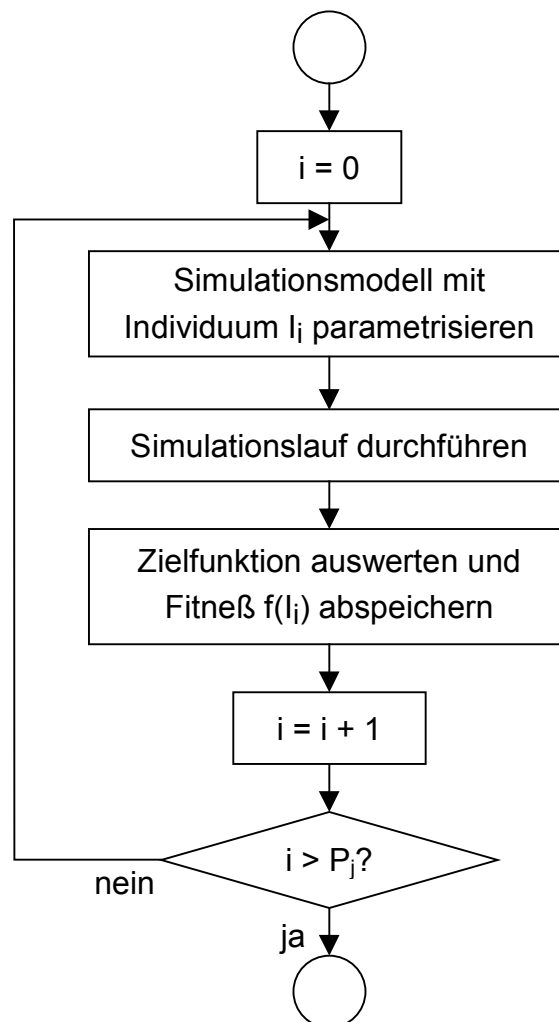 i = 0
Simulationsmodell mit
Individuum Iᵢ parametrisieren
Simulationslauf durchführen
Zielfunktion auswerten und
Fitneß f(Iᵢ) abspeichern
i = i + 1
i > Pⱼ?
nein
ja